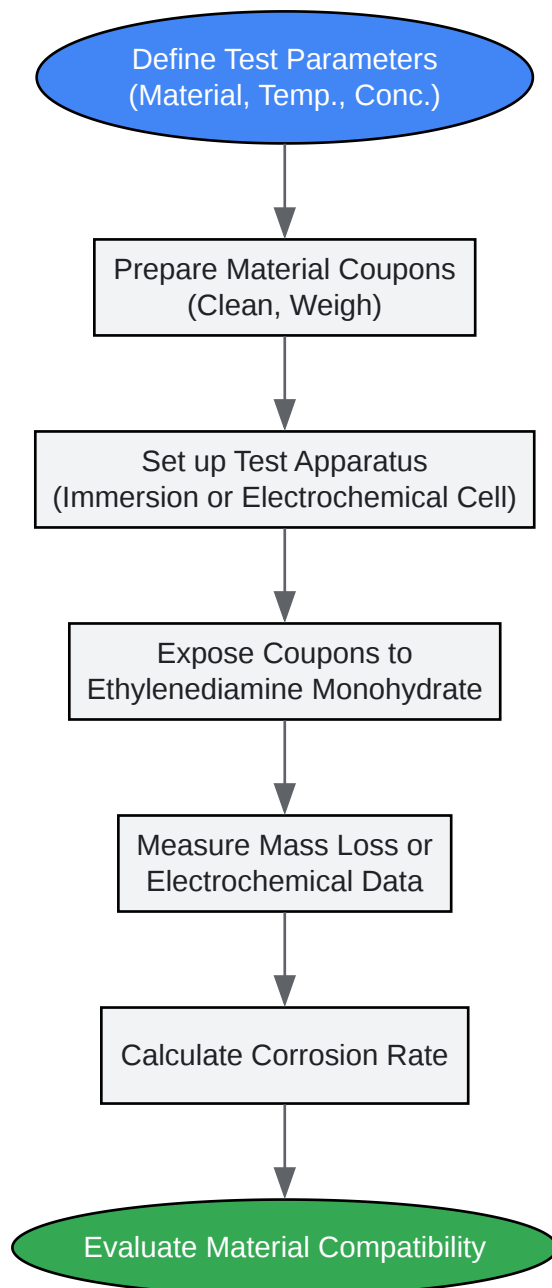 Define Test Parameters
(Material, Temp., Conc.)
Prepare Material Coupons
(Clean, Weigh)
Set up Test Apparatus
(Immersion or Electrochemical Cell)
Expose Coupons to
Ethylenediamine Monohydrate
Measure Mass Loss or
Electrochemical Data
Calculate Corrosion Rate
Evaluate Material Compatibility